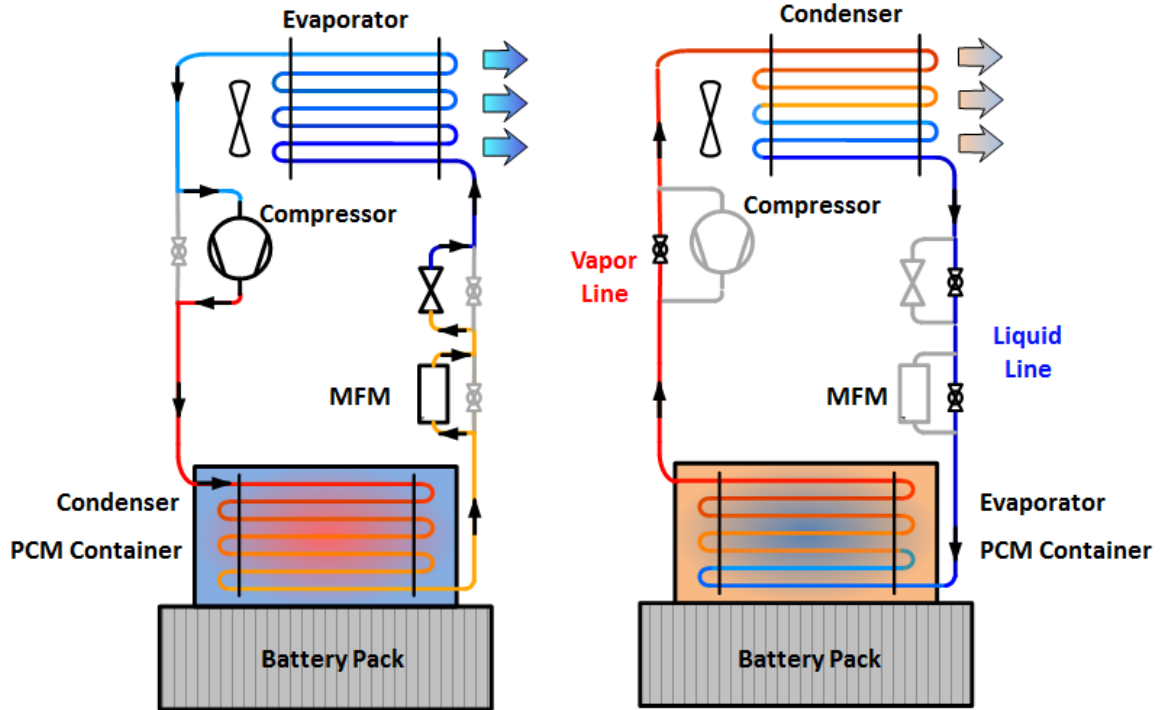 Evaporator
Compressor
MFM
Condenser
PCM Container
Battery Pack
Condenser
Compressor
Vapor
Line
Liquid
Line
MFM
Evaporator
PCM Container
Battery Pack